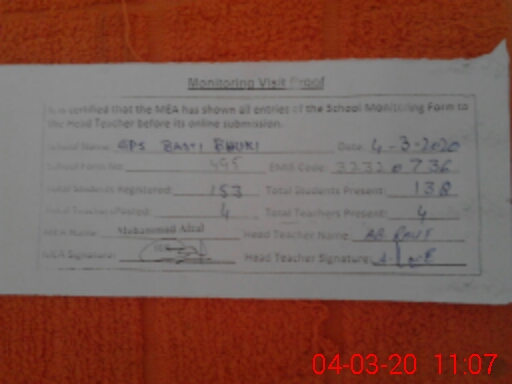 Monitoring Visit Proof
It is certified that the MEA has shown all entries of the School Monitoring Form to
the Head Teacher before its online submission.
School Name: GPS BASTI BHUKI Date: 4-3-2020
School Form No: 495 EMIS Code: 32320736
Total Students Registered: 153 Total Students Present: 138
Total Teachers Posted: 4 Total Teachers Present: 4
MEA Name: Muhammad Afzal Head Teacher Name: AB RAUF
MEA Signature: Head Teacher Signature:
04-03-20 11:07